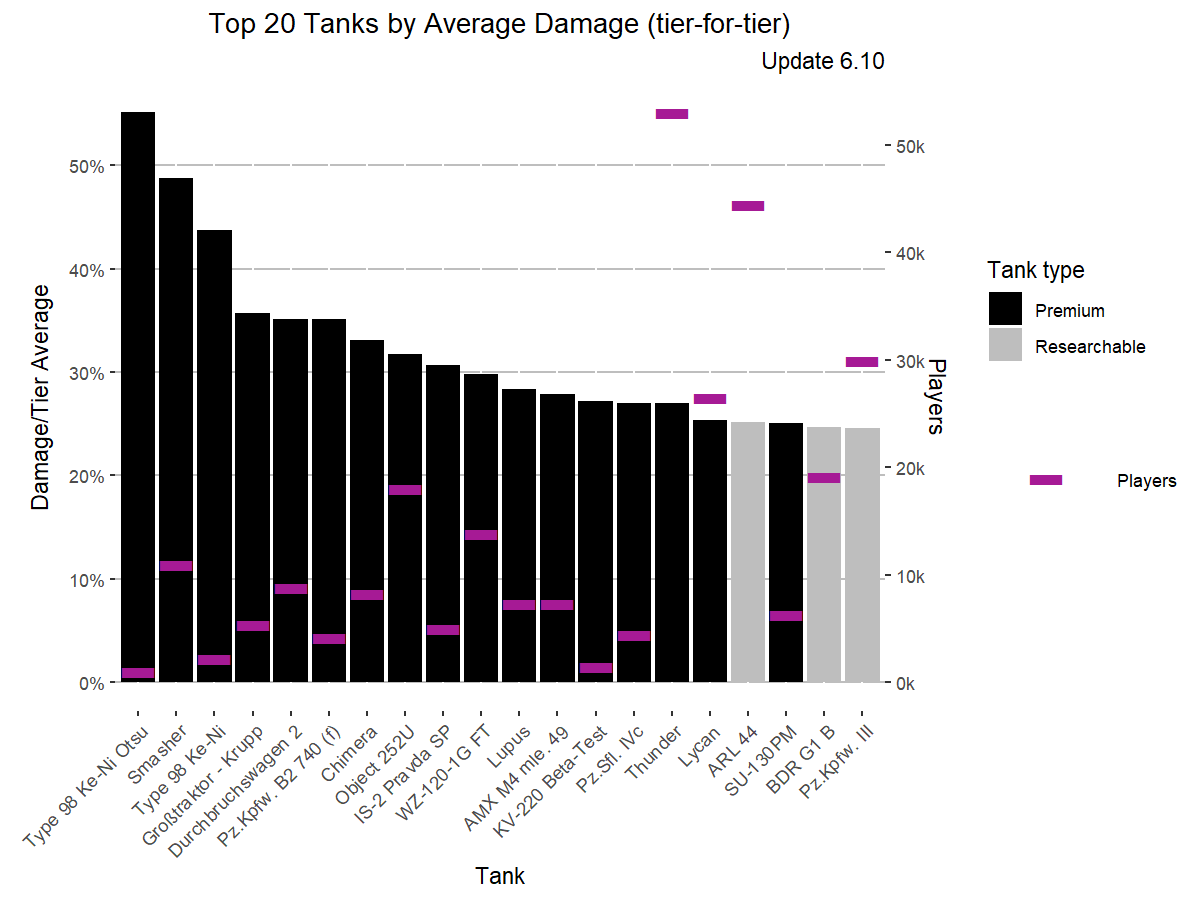 Top 20 Tanks by Average Damage (tier-for-tier)
Update 6.10
Damage/Tier Average
50%
40%
30%
20%
10%
0%
50k
40k
30k
20k
10k
0k
Players
Type 98 Ke-Ni Otsu
Smasher
Type 98 Ke-Ni
Großtraktor - Krupp
Durchbruchswagen 2
Pz.Kpfw. B2 740 (f)
Chimera
Object 252U
IS-2 Pravda SP
WZ-120-1G FT
Lupus
AMX M4 mle. 49
KV-220 Beta-Test
Pz.Sfl. IVc
Thunder
Lycan
ARL 44
SU-130PM
BDR G1 B
Pz.Kpfw. III
Tank
Tank type
Premium
Researchable
Players